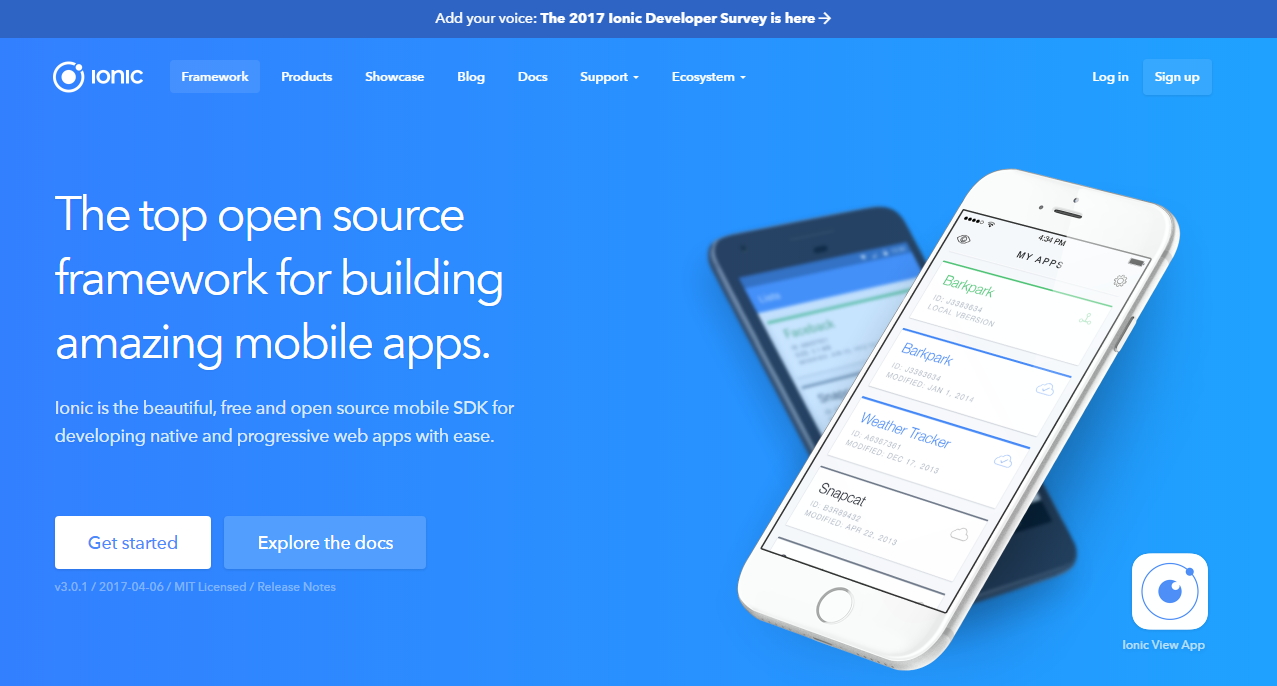 Add your voice: The 2017 Ionic Developer Survey is here →
IONIC
Framework
Products
Showcase
Blog
Docs
Support
Ecosystem
Log in
Sign up
The top open source
framework for building
amazing mobile apps.
Ionic is the beautiful, free and open source mobile SDK for
developing native and progressive web apps with ease.
Get started
Explore the docs
v3.0.1 / 2017-04-06 / MIT Licensed / Release Notes
Faceback
4:34 PM
MY APPS
Barkpark
ID: J3383634
LOCAL VBERSION
Barkpark
ID: J3383634
MODIFIED: JAN 1, 2014
Weather Tracker
ID: A6367361
MODIFIED: DEC 17, 2013
Snapcat
ID: B3R89432
MODIFIED: APR 22, 2013
Ionic View App